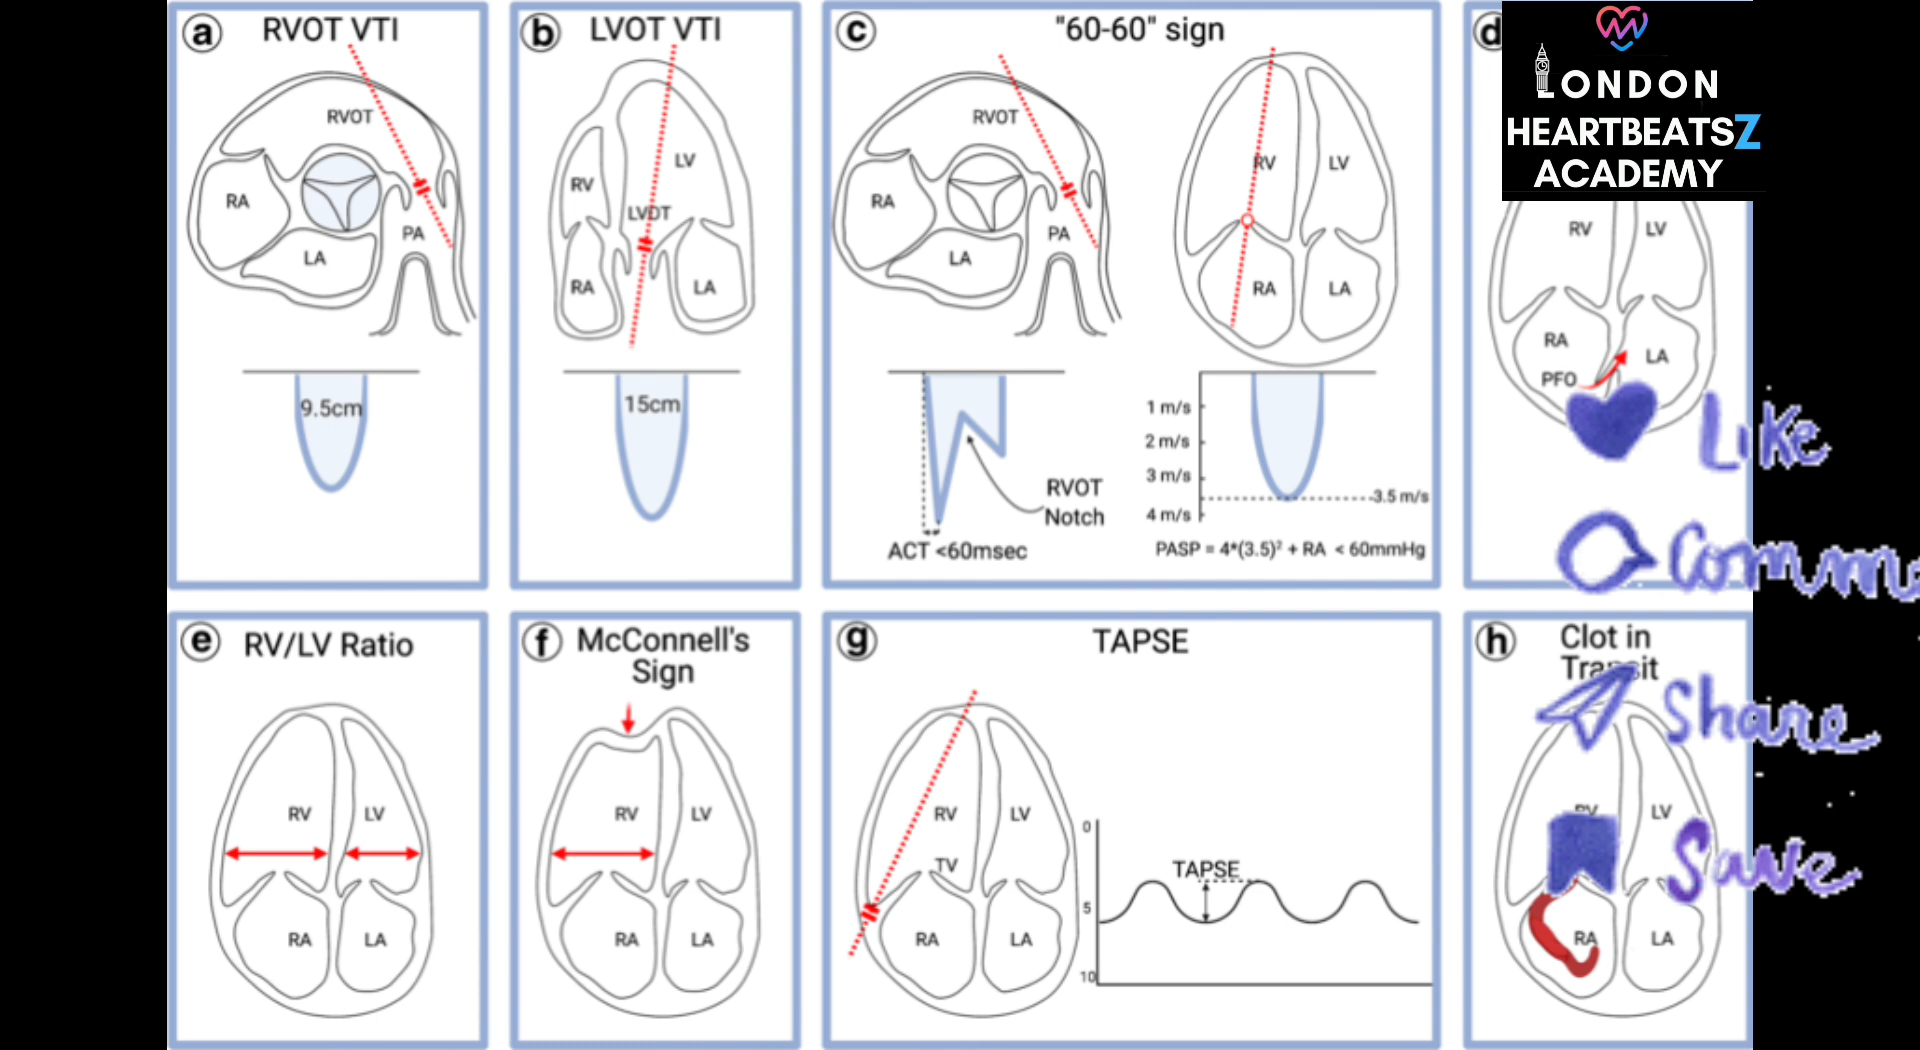 a RVOT VTI
RVOT
RA
LA
PA
9.5cm
b LVOT VTI
LV
RV
LVOT
RA
LA
15cm
c "60-60" sign
RVOT
RA
LA
PA
RVOT
Notch
ACT <60msec
RV
LV
RA
LA
1 m/s
2 m/s
3 m/s
3.5 m/s
4 m/s
PASP = 4*(3.5)² + RA < 60mmHg
d
LONDON
HEARTBEATSZ
ACADEMY
RV
LV
RA
LA
PFO
Like
Comme
e RV/LV Ratio
RV
LV
RA
LA
f McConnell's
Sign
RV
LV
RA
LA
g TAPSE
RV
LV
TV
RA
LA
0
TAPSE
5
10
h Clot in
Transit
Share
RV
LV
Save
RA
LA